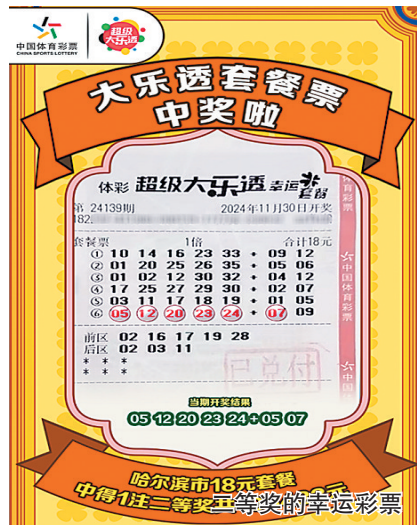 中国体育彩票
CHINA SPORTS LOTTERY
超级
大乐透
大乐透套餐票
中奖啦
体彩 超级大乐透 幸运 套餐
第 24139期 2024年11月30日开奖
182
套餐票 1倍 合计18元
① 10 14 16 23 33 + 09 12
② 01 20 25 26 35 + 05 06
③ 01 02 12 30 32 + 04 12
④ 17 25 27 29 30 + 02 07
⑤ 03 11 17 18 19 + 01 05
⑥ 05 12 20 23 24 + 07 09
前区 02 16 17 19 28
后区 02 03 11
* * *
* * *
育彩票
中国体育彩票
中国
已兑付
当期开奖结果
05 12 20 23 24+05 07
哈尔滨市18元套餐
中得1注二等奖
元
二等奖的幸运彩票